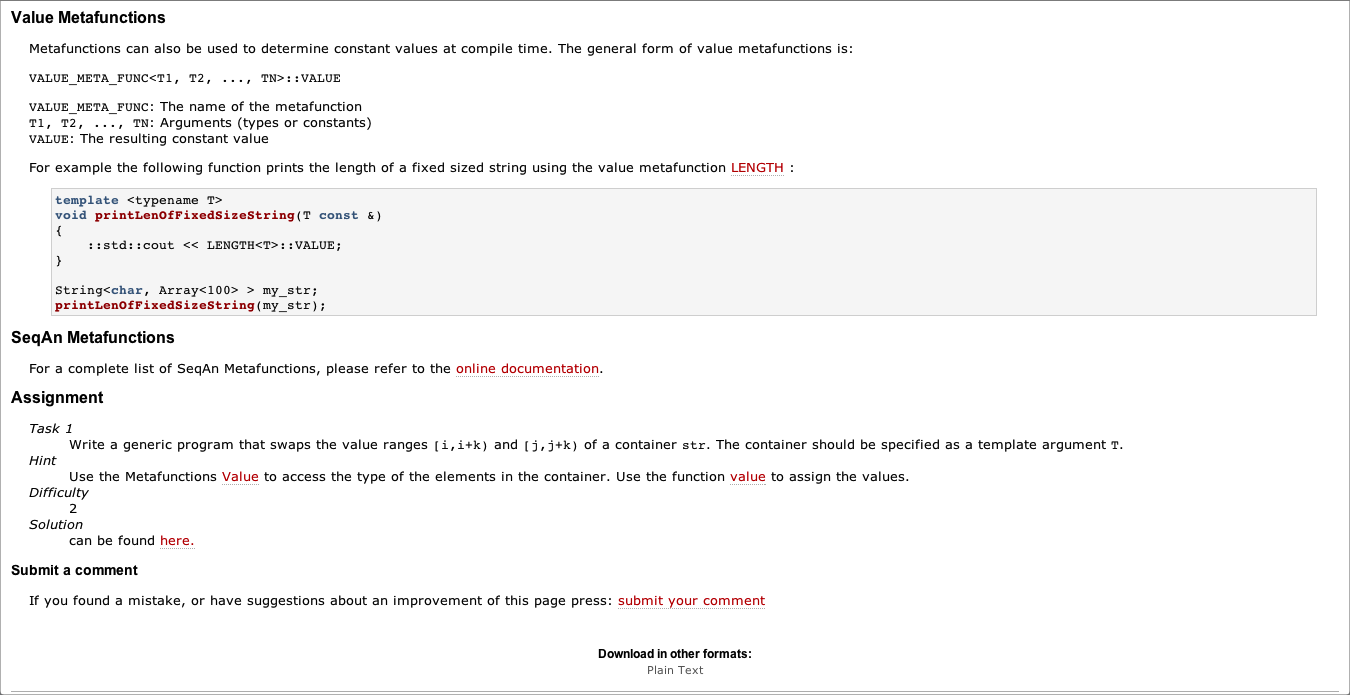 Value Metafunctions
Metafunctions can also be used to determine constant values at compile time. The general form of value metafunctions is:
VALUE_META_FUNC<T1, T2, ..., TN>::VALUE
VALUE_META_FUNC: The name of the metafunction
T1, T2, ..., TN: Arguments (types or constants)
VALUE: The resulting constant value
For example the following function prints the length of a fixed sized string using the value metafunction LENGTH :
template <typename T>
void printLenOfFixedSizeString(T const &)
{
    ::std::cout << LENGTH<T>::VALUE;
}
String<char, Array<100> > my_str;
printLenOfFixedSizeString(my_str);
SeqAn Metafunctions
For a complete list of SeqAn Metafunctions, please refer to the online documentation.
Assignment
Task 1
Write a generic program that swaps the value ranges [i,i+k) and [j,j+k) of a container str. The container should be specified as a template argument T.
Hint
Use the Metafunctions Value to access the type of the elements in the container. Use the function value to assign the values.
Difficulty
2
Solution
can be found here.
Submit a comment
If you found a mistake, or have suggestions about an improvement of this page press: submit your comment
Download in other formats:
Plain Text